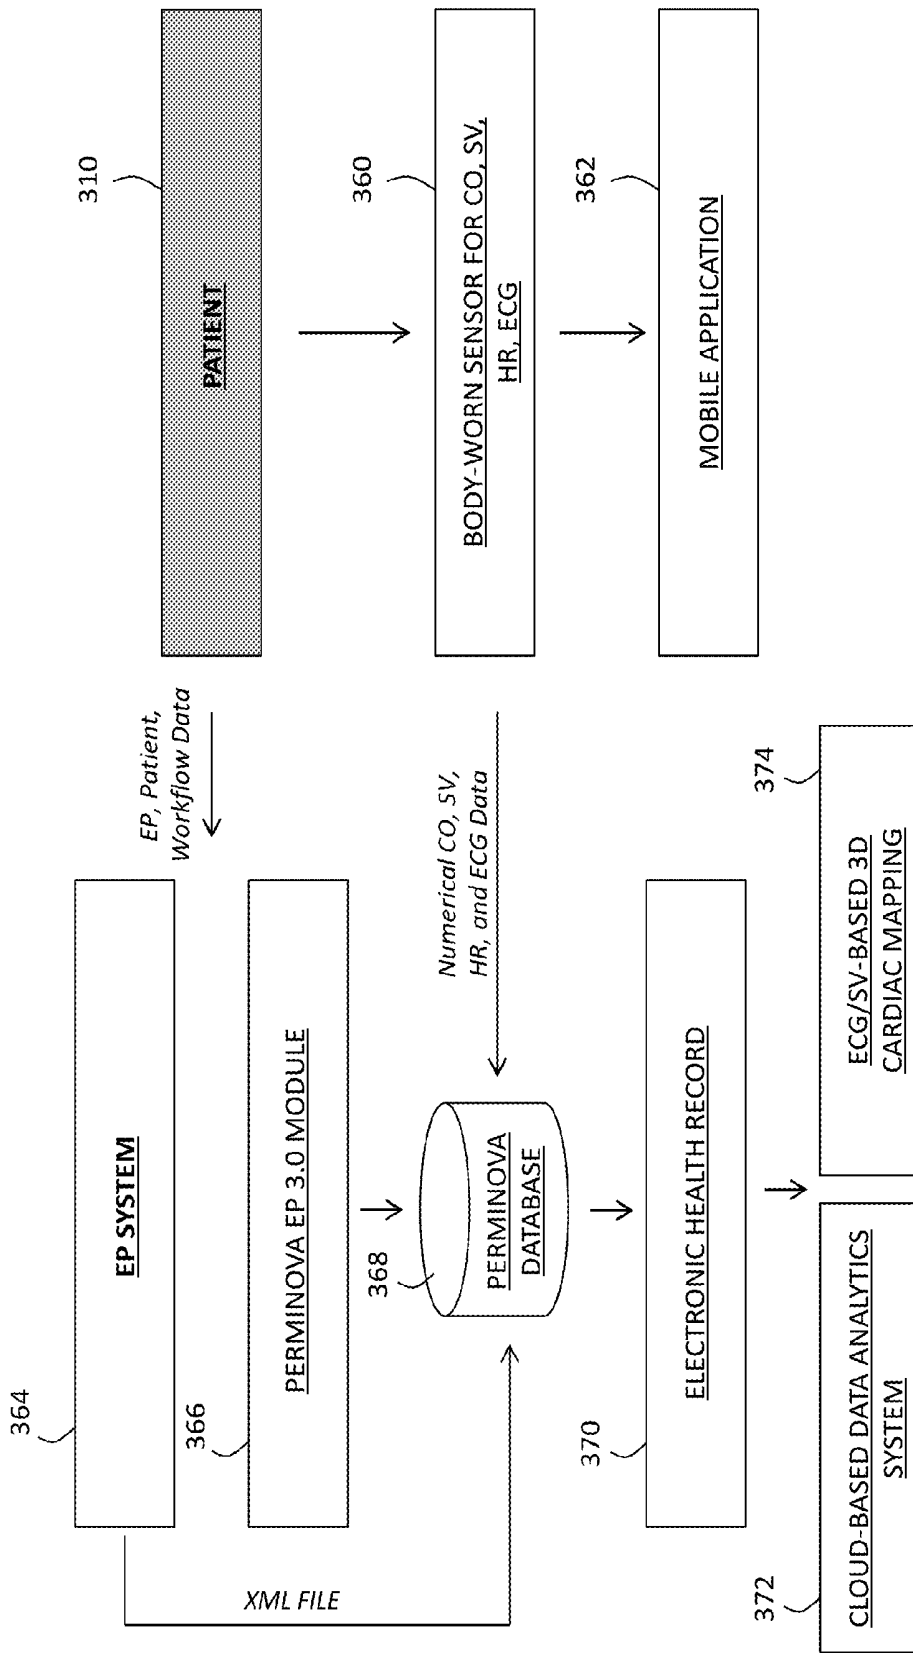 364
EP SYSTEM
EP, Patient,
Workflow Data
310
PATIENT
366
PERMINOVA EP 3.0 MODULE
XML FILE
368
PERMINOVA
DATABASE
Numerical CO, SV,
HR, and ECG Data
360
BODY-WORN SENSOR FOR CO, SV,
HR, ECG
370
ELECTRONIC HEALTH RECORD
362
MOBILE APPLICATION
372
CLOUD-BASED DATA ANALYTICS
SYSTEM
374
ECG/SV-BASED 3D
CARDIAC MAPPING